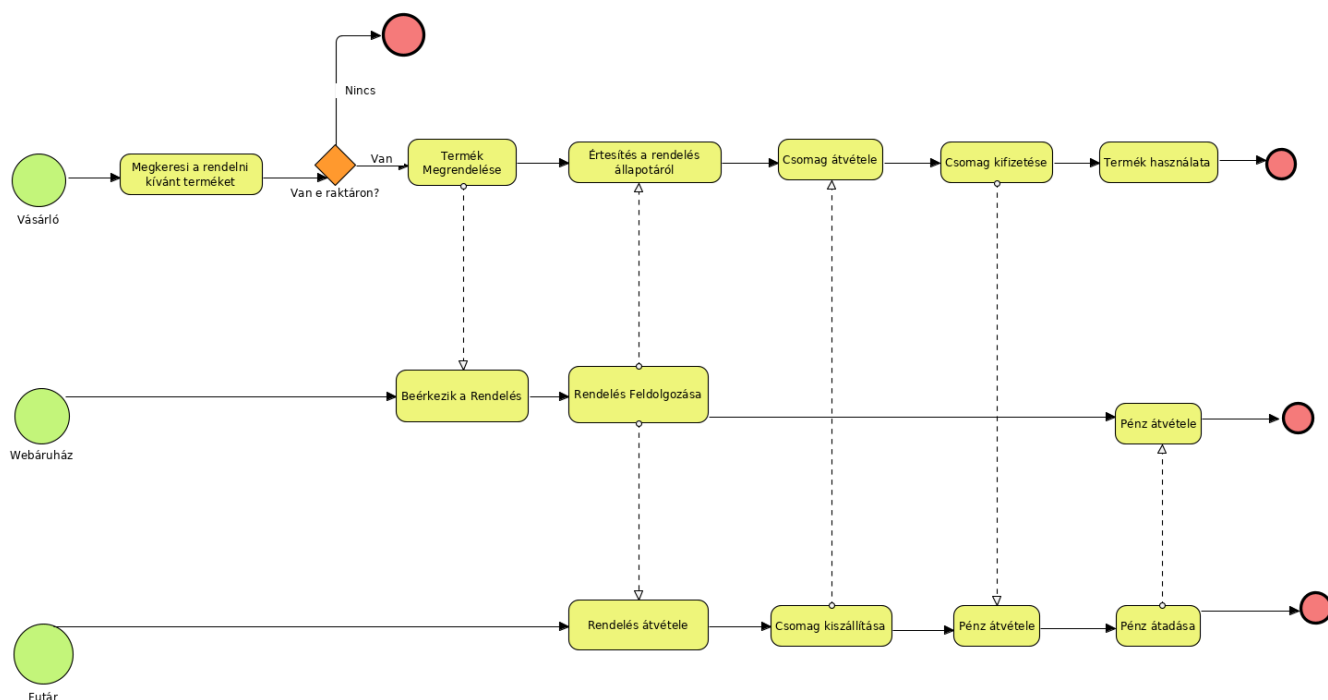 Nincs
Van
Megkeresi a rendelni
kívánt terméket
Van e raktáron?
Termék
Megrendelése
Értesítés a rendelés
állapotáról
Csomag átvétele
Csomag kifizetése
Termék használata
Vásárló
Beérkezik a Rendelés
Rendelés Feldolgozása
Pénz átvétele
Webáruház
Rendelés átvétele
Csomag kiszállítása
Pénz átvétele
Pénz átadása
Futár